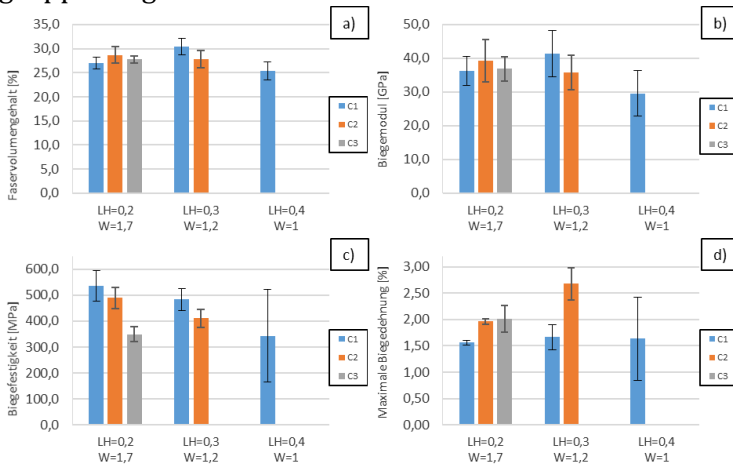 a)
Faservolumengehalt [%]
35,0
30,0
25,0
20,0
15,0
10,0
5,0
0,0
LH=0,2 LH=0,3 LH=0,4
W=1,7 W=1,2 W=1
C1
C2
C3
b)
Biegemodul [GPa]
50,0
40,0
30,0
20,0
10,0
0,0
LH=0,2 LH=0,3 LH=0,4
W=1,7 W=1,2 W=1
C1
C2
C3
c)
Biegefestigkeit [MPa]
600,0
500,0
400,0
300,0
200,0
100,0
0,0
LH=0,2 LH=0,3 LH=0,4
W=1,7 W=1,2 W=1
C1
C2
C3
d)
Maximale Biegedehnung [%]
3,00
2,50
2,00
1,50
1,00
0,50
0,00
LH=0,2 LH=0,3 LH=0,4
W=1,7 W=1,2 W=1
C1
C2
C3